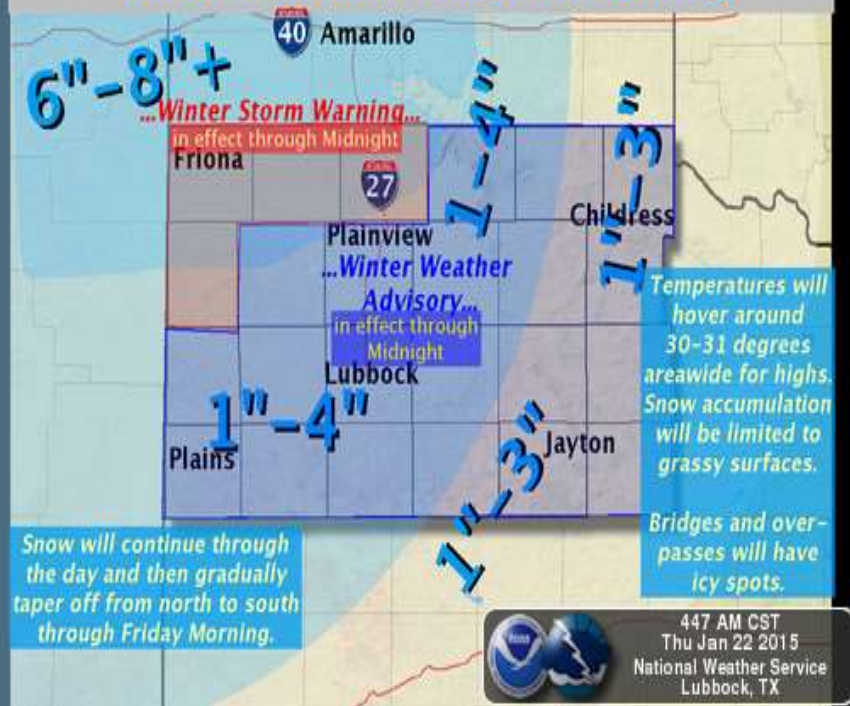 40 Amarillo
6"-8"+
...Winter Storm Warning...
in effect through Midnight
Friona
27
1-4"
1"-3"
Childress
Plainview
...Winter Weather
Advisory...
in effect through
Midnight
Lubbock
1"-4"
Plains
Jayton
1"-3"
Temperatures will
hover around
30-31 degrees
areawide for highs.
Snow accumulation
will be limited to
grassy surfaces.
Bridges and over-
passes will have
icy spots.
Snow will continue through
the day and then gradually
taper off from north to south
through Friday Morning.
447 AM CST
Thu Jan 22 2015
National Weather Service
Lubbock, TX